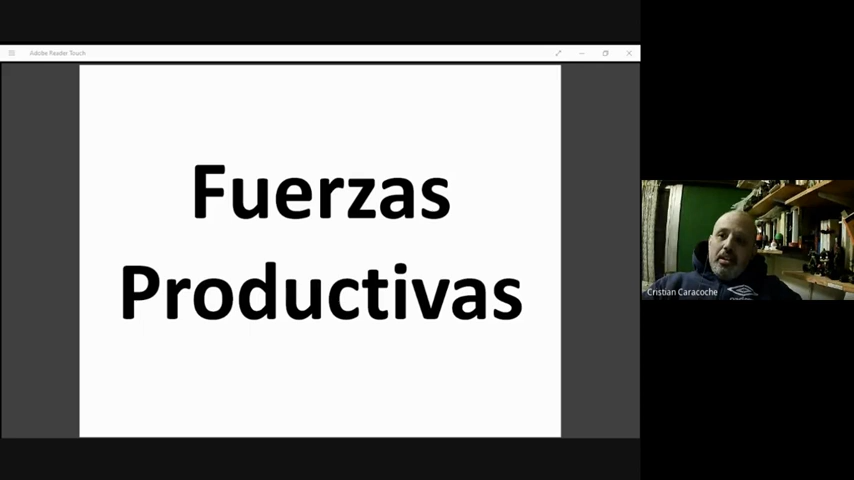 Adobe Reader Touch
Fuerzas
Productivas
Cristian Caracoche